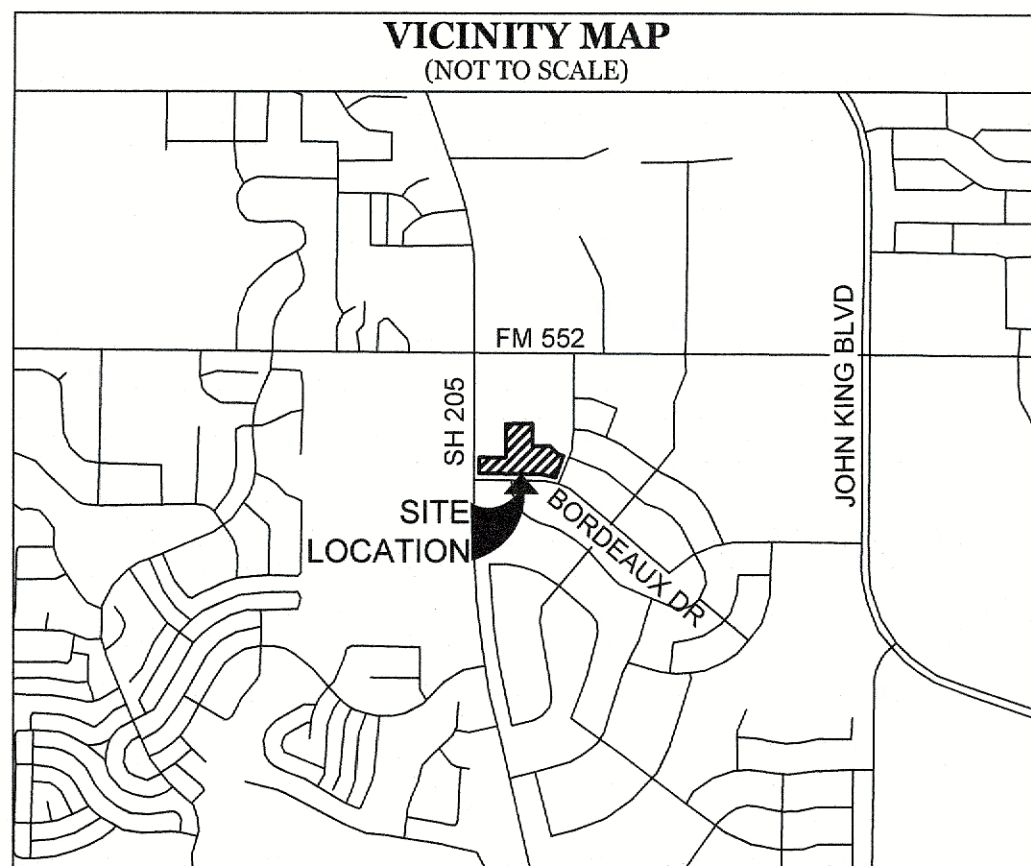 VICINITY MAP
(NOT TO SCALE)
FM 552
SH 205
JOHN KING BLVD
SITE
LOCATION
BORDEAUX DR